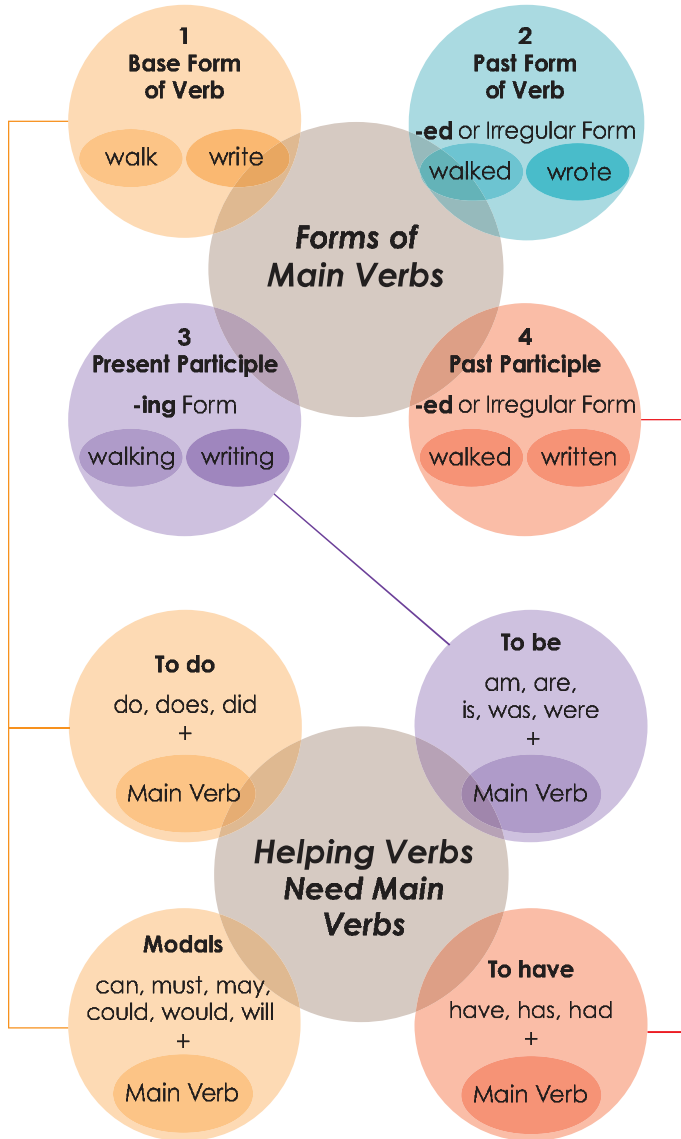 1
Base Form
of Verb
walk
write
2
Past Form
of Verb
-ed or Irregular Form
walked
wrote
Forms of
Main Verbs
3
Present Participle
-ing Form
walking
writing
4
Past Participle
-ed or Irregular Form
walked
written
To do
do, does, did
+
Main Verb
To be
am, are,
is, was, were
+
Main Verb
Helping Verbs
Need Main
Verbs
Modals
can, must, may,
could, would, will
+
Main Verb
To have
have, has, had
+
Main Verb